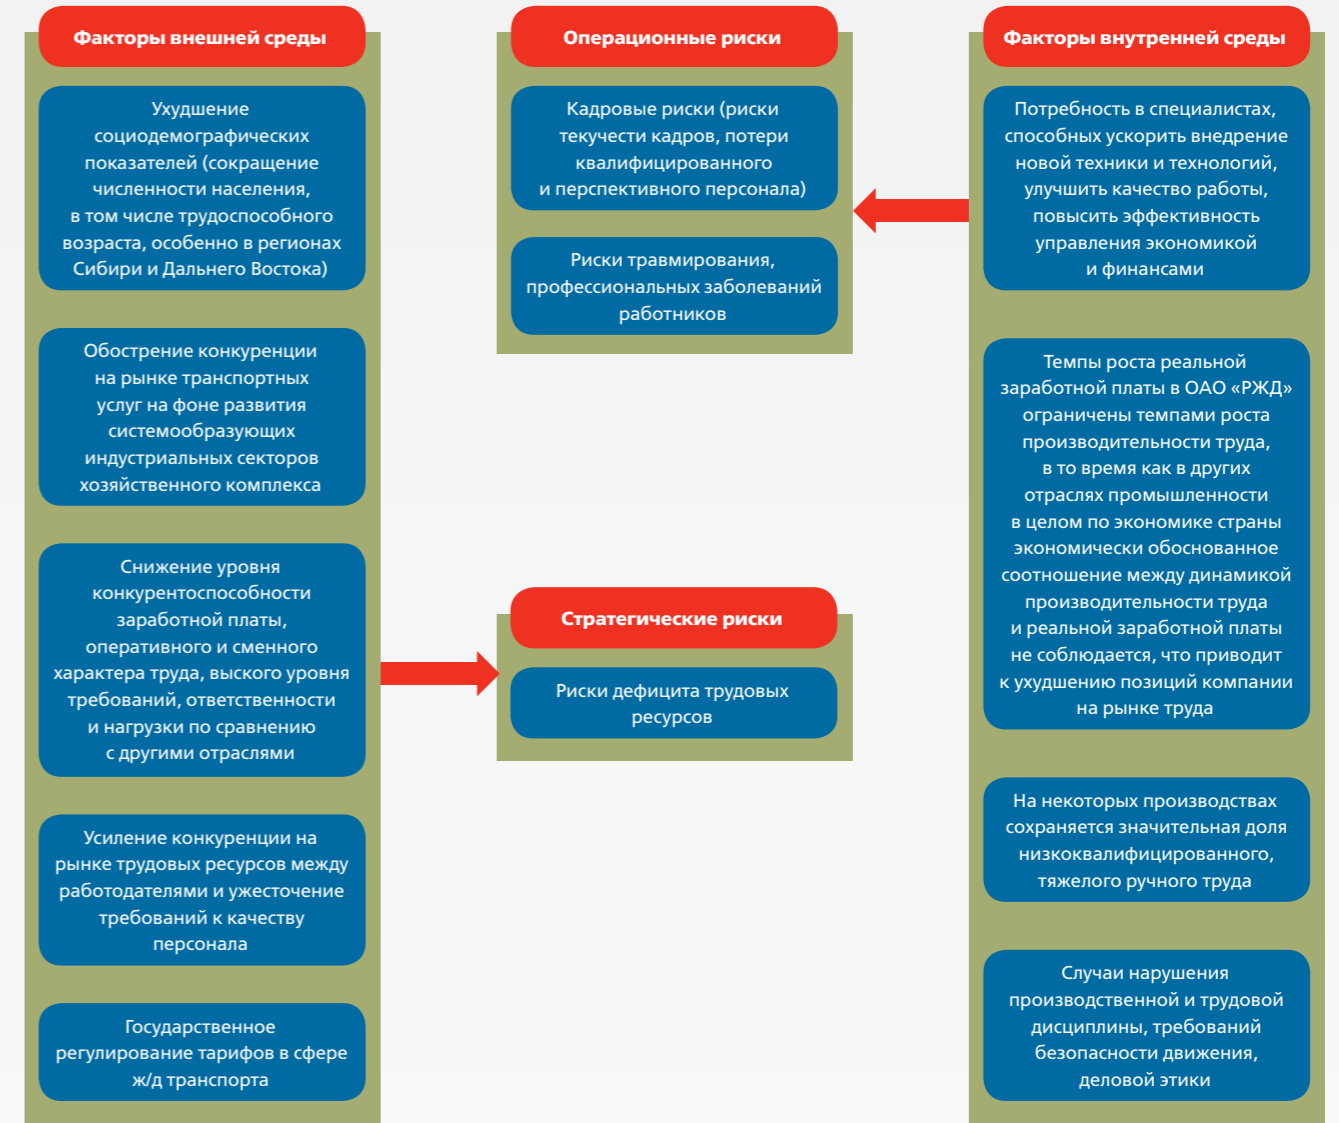 Факторы внешней среды
Ухудшение
социодемографических
показателей (сокращение
численности населения,
в том числе трудоспособного
возраста, особенно в регионах
Сибири и Дальнего Востока)
Обострение конкуренции
на рынке транспортных
услуг на фоне развития
системообразующих
индустриальных секторов
хозяйственного комплекса
Снижение уровня
конкурентоспособности
заработной платы,
оперативного и сменного
характера труда, выского уровня
требований, ответственности
и нагрузки по сравнению
с другими отраслями
Усиление конкуренции на
рынке трудовых ресурсов между
работодателями и ужесточение
требований к качеству
персонала
Государственное
регулирование тарифов в сфере
ж/д транспорта
Операционные риски
Кадровые риски (риски
текучести кадров, потери
квалифицированного
и перспективного персонала)
Риски травмирования,
профессиональных заболеваний
работников
Стратегические риски
Риски дефицита трудовых
ресурсов
Факторы внутренней среды
Потребность в специалистах,
способных ускорить внедрение
новой техники и технологий,
улучшить качество работы,
повысить эффективность
управления экономикой
и финансами
Темпы роста реальной
заработной платы в ОАО «РЖД»
ограничены темпами роста
производительности труда,
в то время как в других
отраслях промышленности
в целом по экономике страны
экономически обоснованное
соотношение между динамикой
производительности труда
и реальной заработной платы
не соблюдается, что приводит
к ухудшению позиций компании
на рынке труда
На некоторых производствах
сохраняется значительная доля
низкоквалифицированного,
тяжелого ручного труда
Случаи нарушения
производственной и трудовой
дисциплины, требований
безопасности движения,
деловой этики